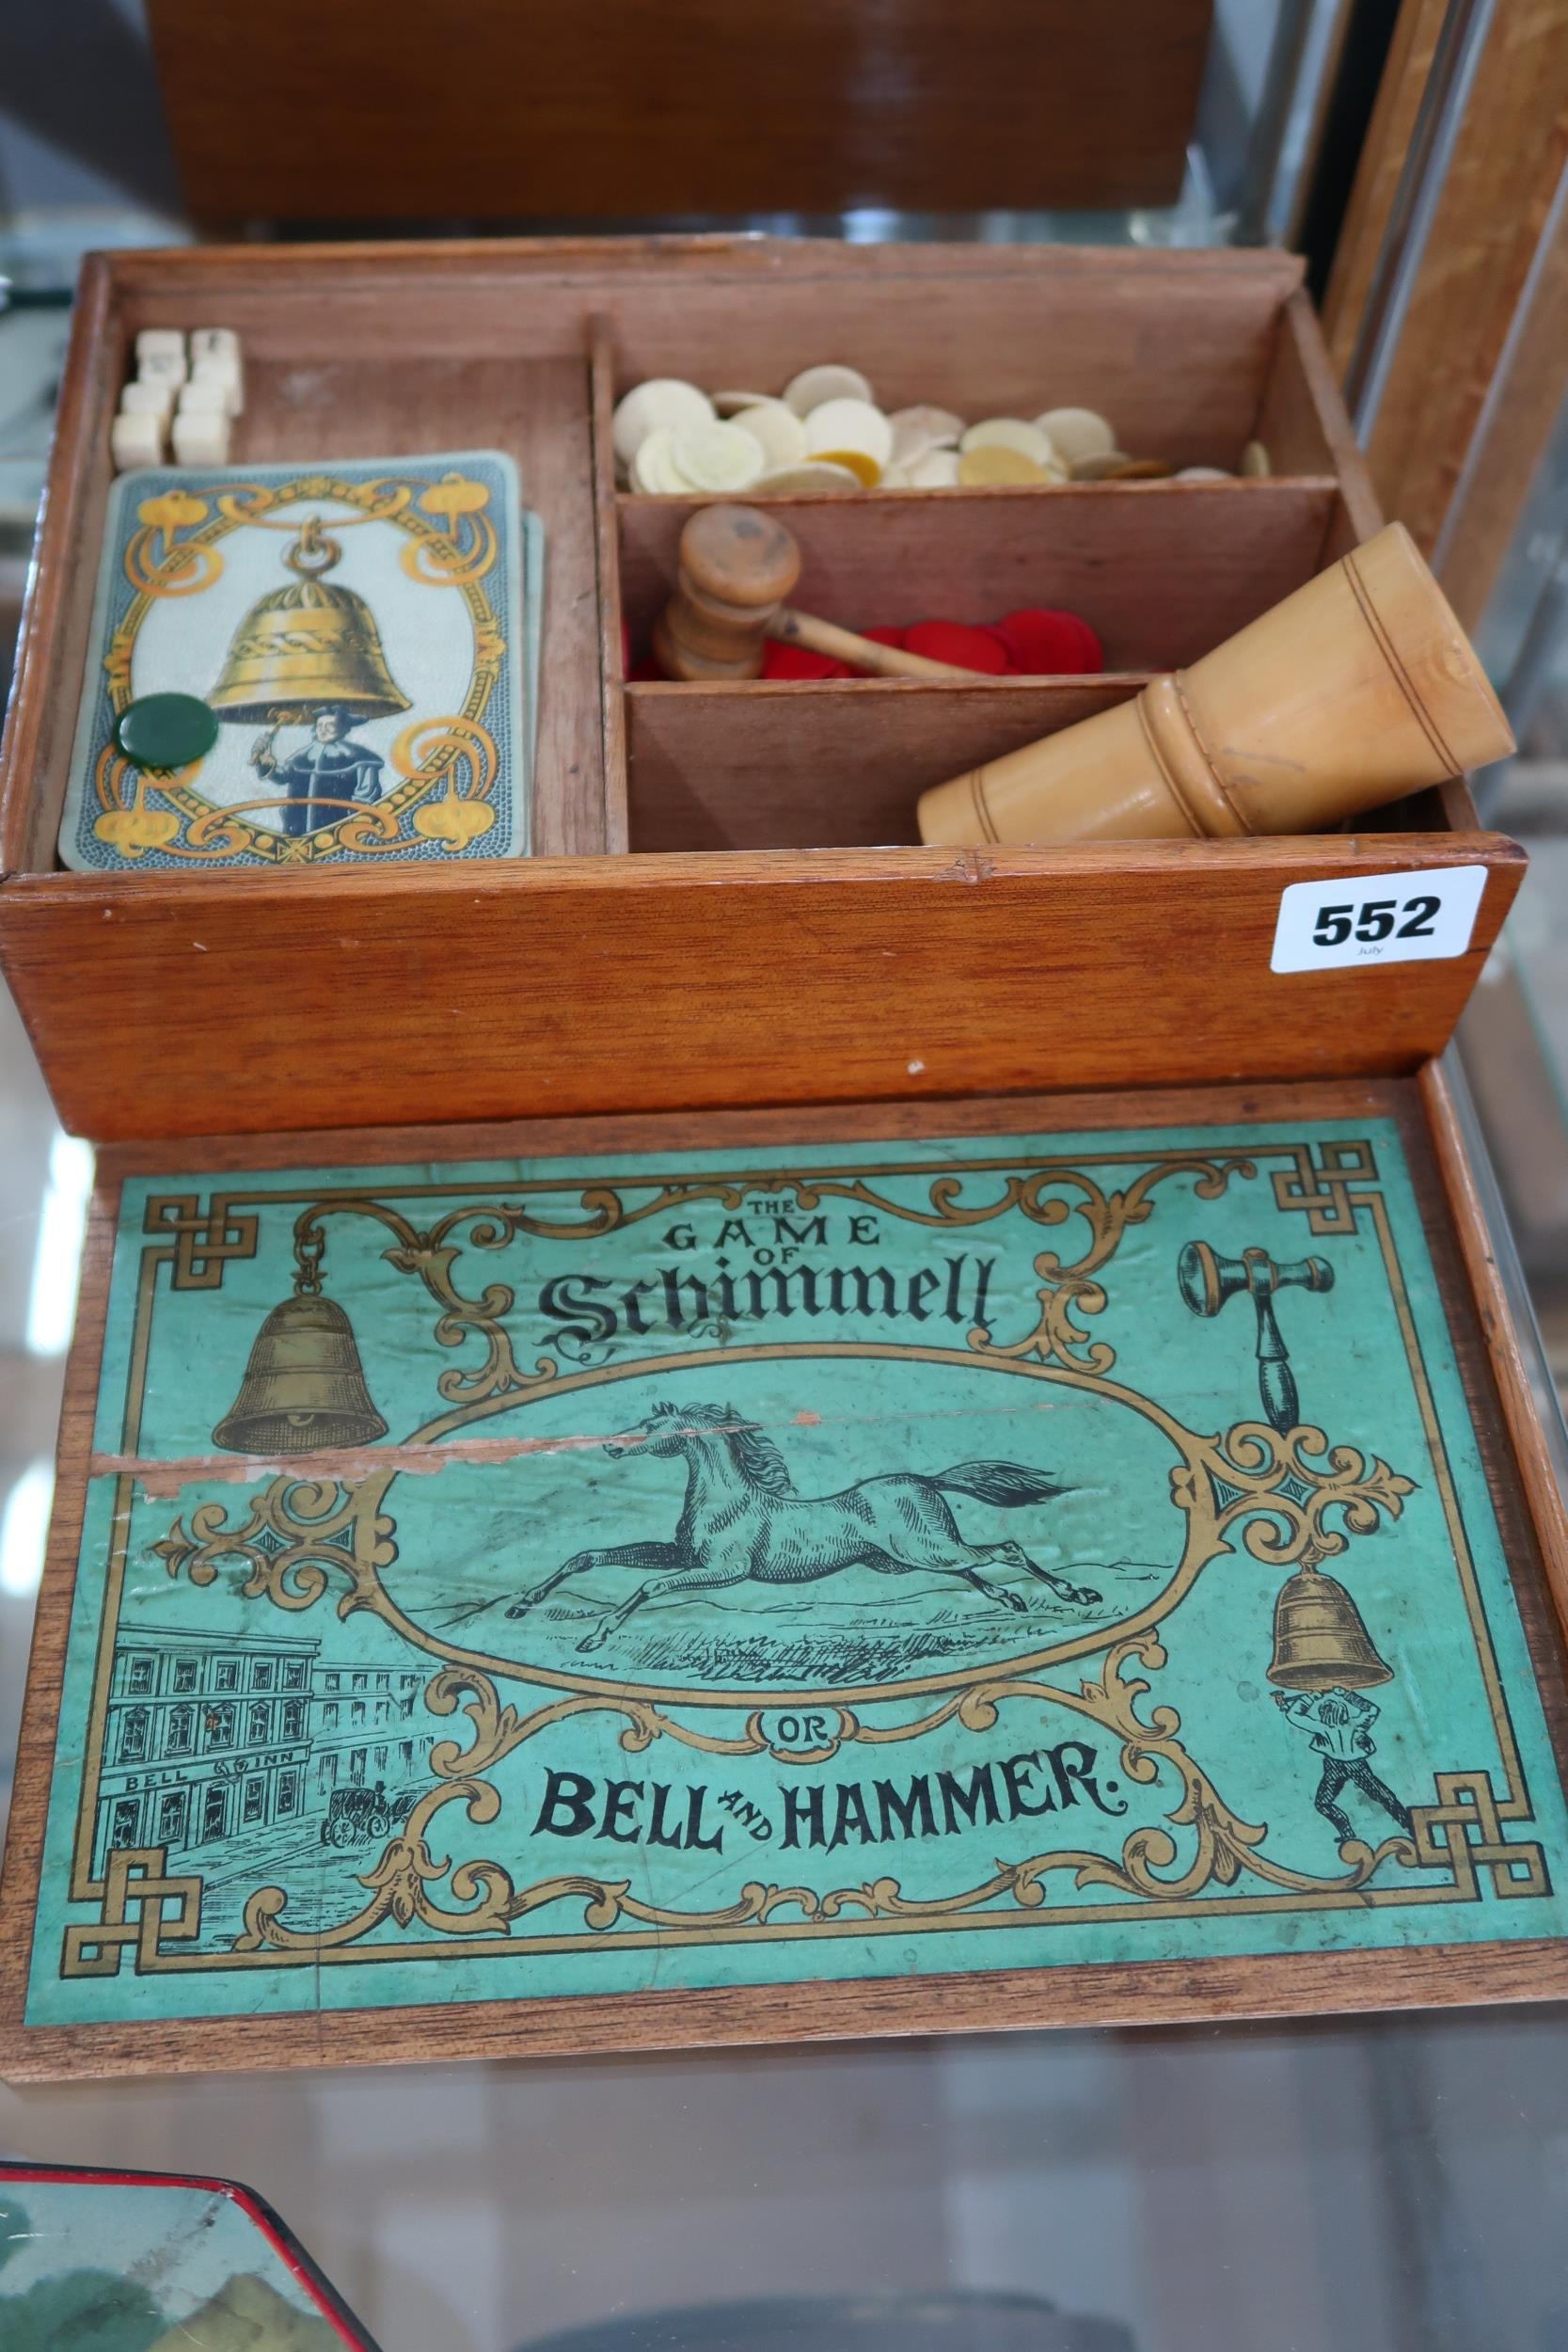 552
July
THE
GAME
OF
Schimmell
OR
BELL AND HAMMER.
BELL INN